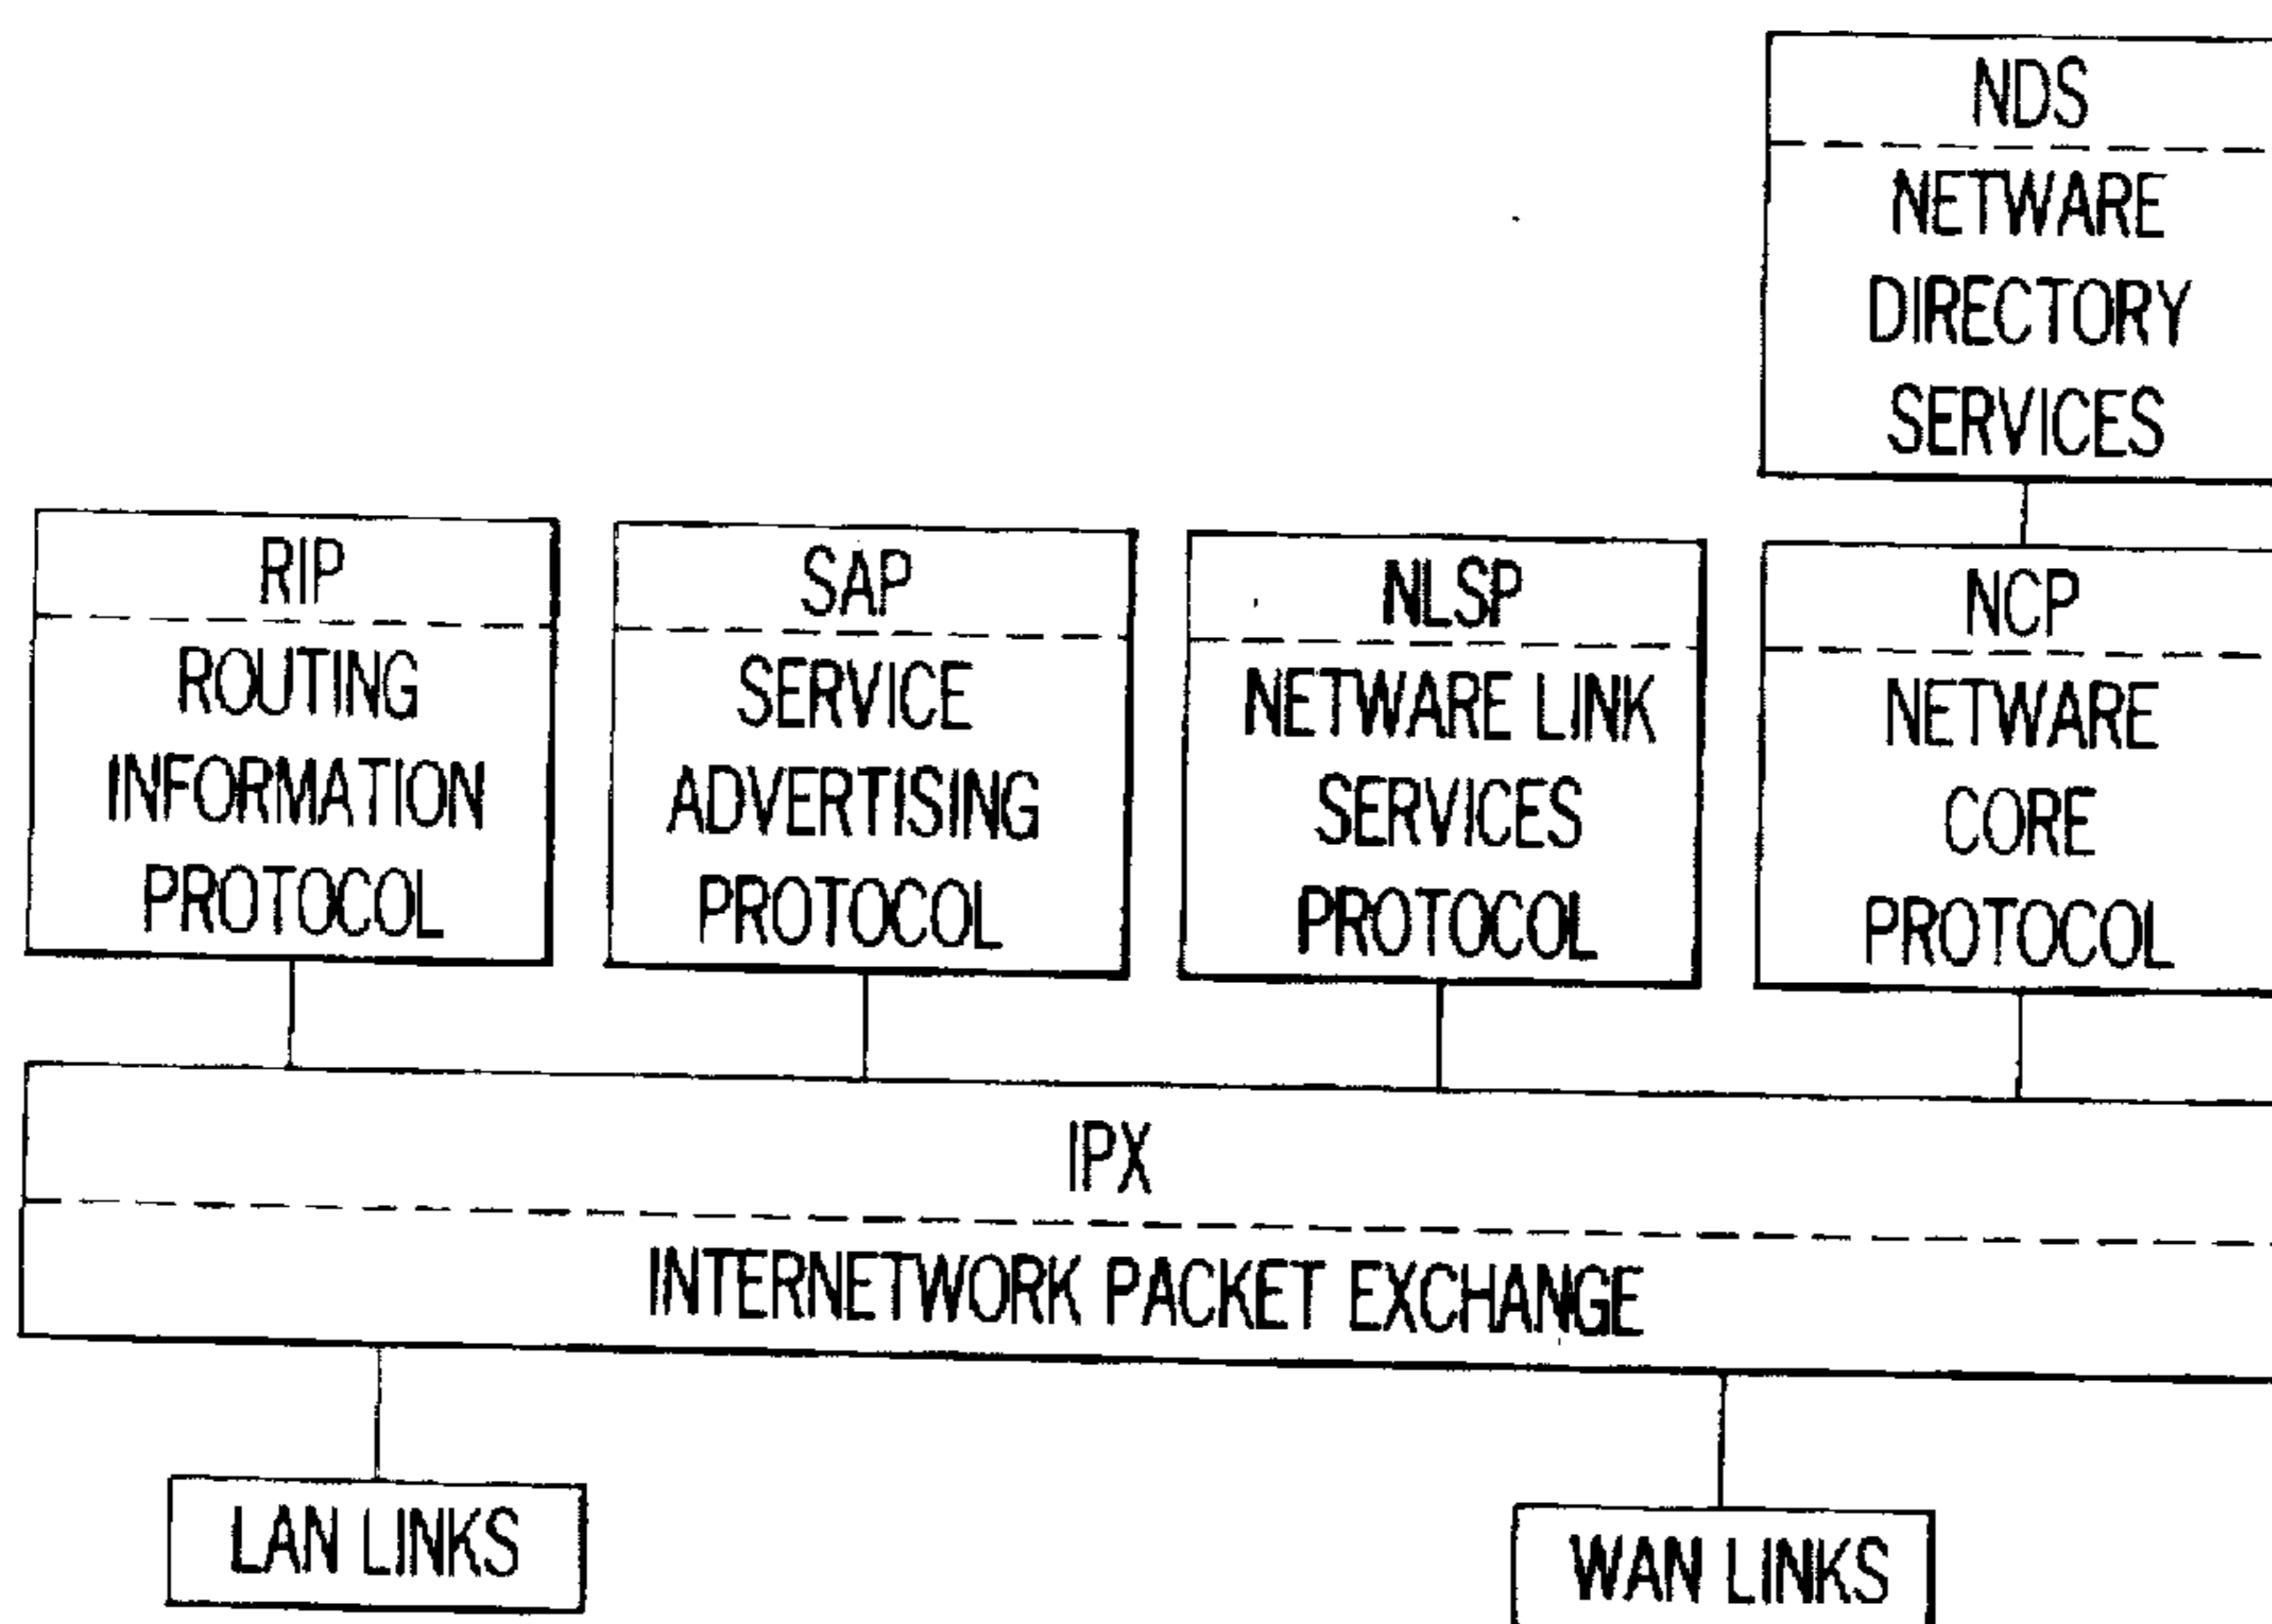 NDS
NETWARE
DIRECTORY
SERVICES
RIP
ROUTING
INFORMATION
PROTOCOL
SAP
SERVICE
ADVERTISING
PROTOCOL
NLSP
NETWARE LINK
SERVICES
PROTOCOL
NCP
NETWARE
CORE
PROTOCOL
IPX
INTERNETWORK PACKET EXCHANGE
LAN LINKS
WAN LINKS